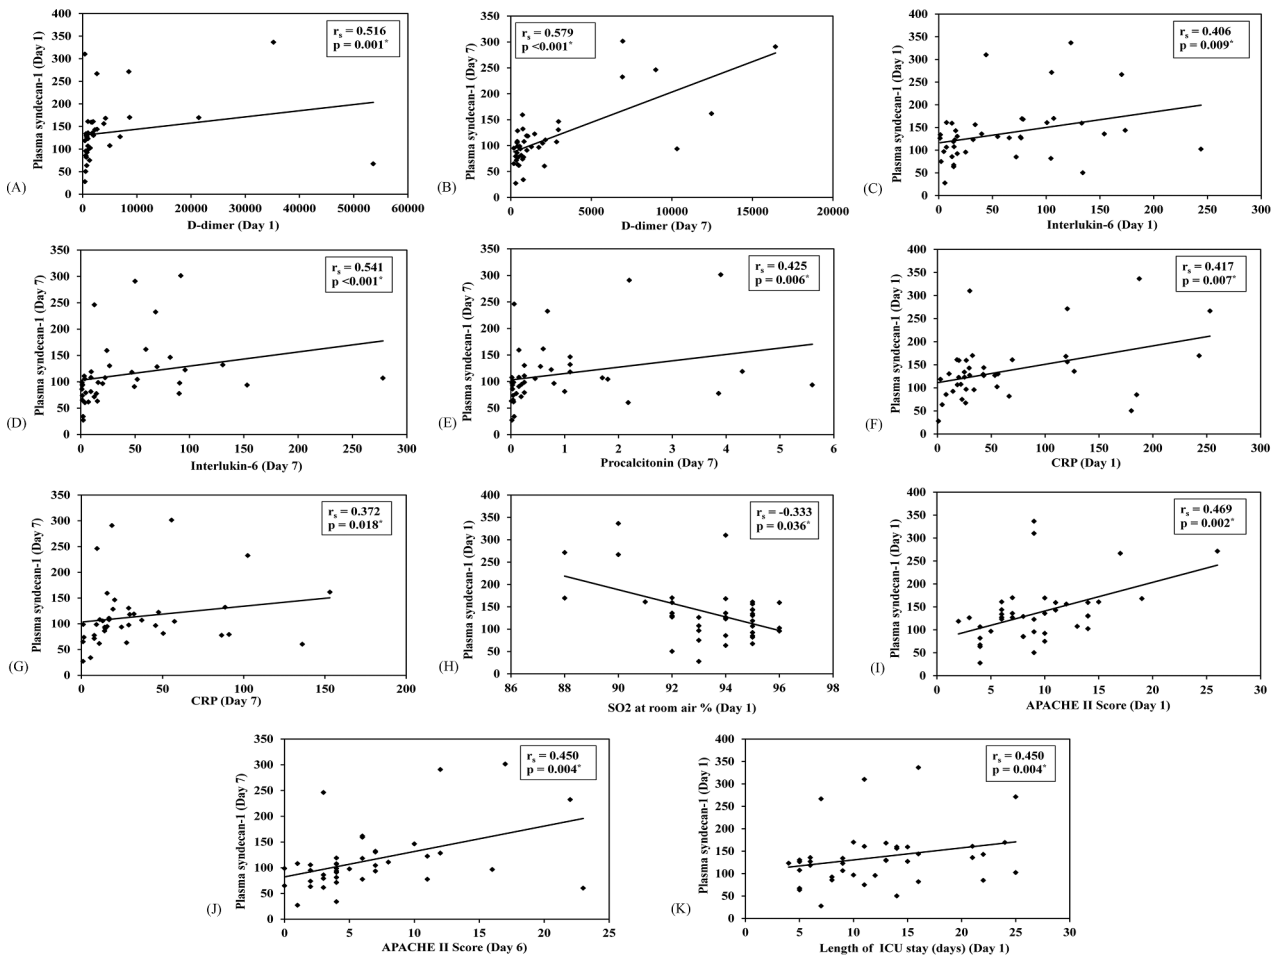 400
350
300
250
200
150
100
50
0
Plasma syndecan-1 (Day 1)
rs = 0.516
p = 0.001*
0 10000 20000 30000 40000 50000 60000
D-dimer (Day 1)
(A)
350
300
250
200
150
100
50
0
Plasma syndecan-1 (Day 7)
rs = 0.579
p <0.001*
0 5000 10000 15000 20000
D-dimer (Day 7)
(B)
400
350
300
250
200
150
100
50
0
Plasma syndecan-1 (Day 1)
rs = 0.406
p = 0.009*
0 50 100 150 200 250 300
Interlukin-6 (Day 1)
(C)
350
300
250
200
150
100
50
0
Plasma syndecan-1 (Day 7)
rs = 0.541
p <0.001*
0 50 100 150 200 250 300
Interlukin-6 (Day 7)
(D)
350
300
250
200
150
100
50
0
Plasma syndecan-1 (Day 7)
rs = 0.425
p = 0.006*
0 1 2 3 4 5 6
Procalcitonin (Day 7)
(E)
400
350
300
250
200
150
100
50
0
Plasma syndecan-1 (Day 1)
rs = 0.417
p = 0.007*
0 50 100 150 200 250 300
CRP (Day 1)
(F)
350
300
250
200
150
100
50
0
Plasma syndecan-1 (Day 7)
rs = 0.372
p = 0.018*
0 50 100 150 200
CRP (Day 7)
(G)
400
350
300
250
200
150
100
50
0
Plasma syndecan-1 (Day 1)
rs = -0.333
p = 0.036*
86 88 90 92 94 96 98
SO2 at room air % (Day 1)
(H)
400
350
300
250
200
150
100
50
0
Plasma syndecan-1 (Day 1)
rs = 0.469
p = 0.002*
0 5 10 15 20 25 30
APACHE II Score (Day 1)
(I)
350
300
250
200
150
100
50
0
Plasma syndecan-1 (Day 7)
rs = 0.450
p = 0.004*
0 5 10 15 20 25
APACHE II Score (Day 6)
(J)
400
350
300
250
200
150
100
50
0
Plasma syndecan-1 (Day 1)
rs = 0.450
p = 0.004*
0 5 10 15 20 25 30
Length of ICU stay (days) (Day 1)
(K)